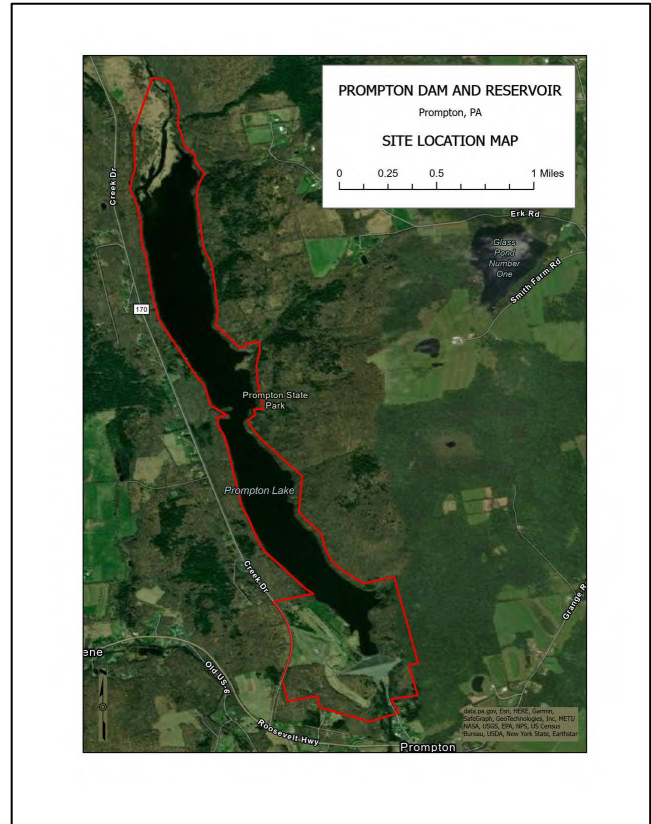 PROMPTON DAM AND RESERVOIR
Prompton, PA
SITE LOCATION MAP
0 0.25 0.5 1 Miles
Creek Dr
Erk Rd
Glass
Pond
Number
One
Smith Farm Rd
170
Prompton State
Park
Prompton Lake
Creek Dr
Grange R
ene
Old US-6
Roosevelt Hwy
Prompton
data.pa.gov, Esri, HERE, Garmin,
SafeGraph, GeoTechnologies, Inc, METI/
NASA, USGS, EPA, NPS, US Census
Bureau, USDA, New York State, Earthstar